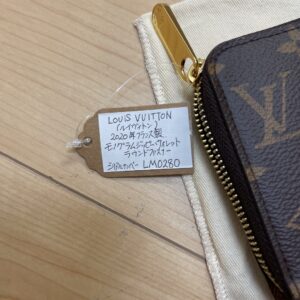 LOUIS VUITTON
(ルイヴィトン)
2020年フランス製
モノグラムジッピーウォレット
ラウンドファスナー
シリアルナンバー LM0280
LV